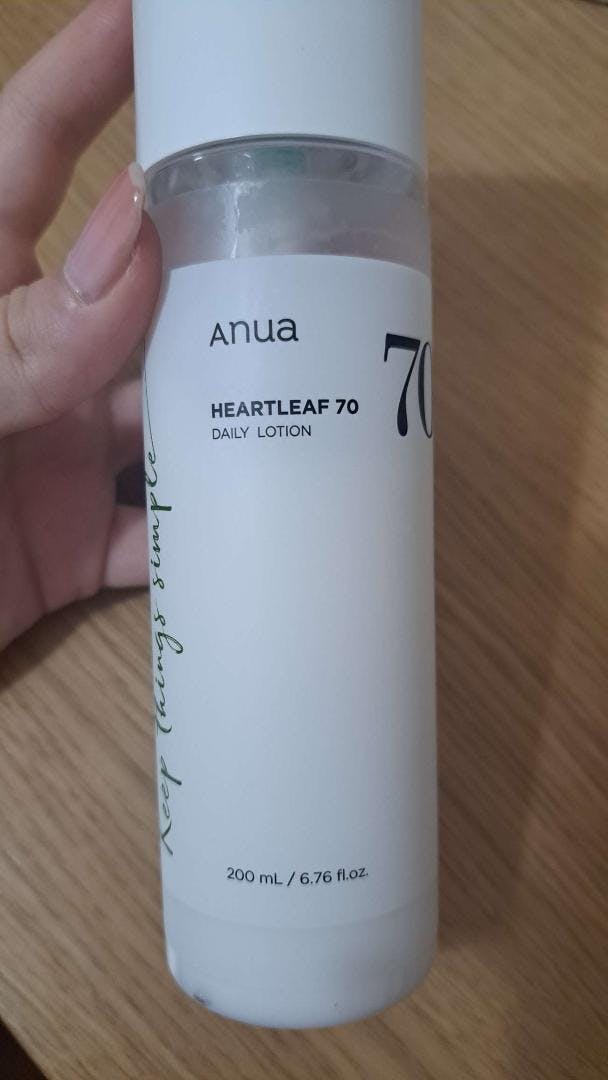 Anua
70
HEARTLEAF 70
DAILY LOTION
Keep things simple
200 mL / 6.76 fl.oz.